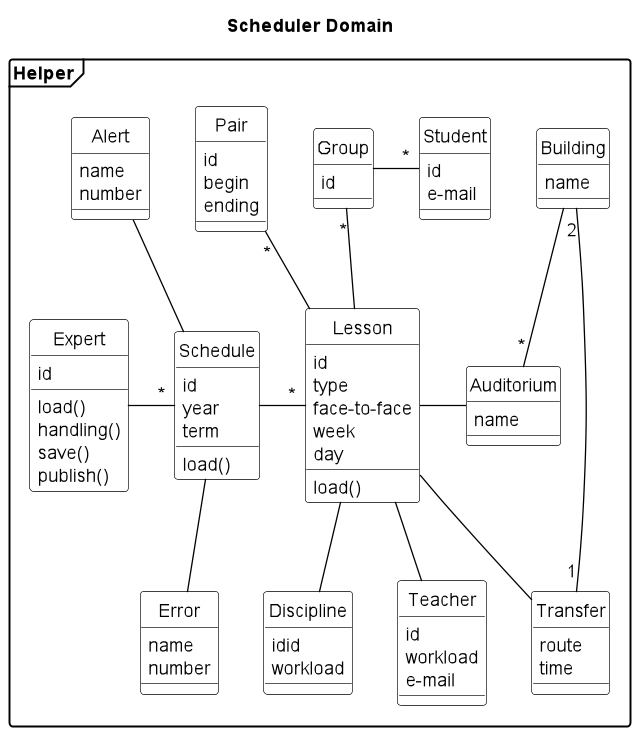 Scheduler Domain
Helper
Alert
name
number
Pair
id
begin
ending
*
Group
id
*
*
Student
id
e-mail
Building
name
2
*
1
Expert
id
load()
handling()
save()
publish()
*
Schedule
id
year
term
load()
*
Lesson
id
type
face-to-face
week
day
load()
Auditorium
name
Error
name
number
Discipline
idid
workload
Teacher
id
workload
e-mail
Transfer
route
time